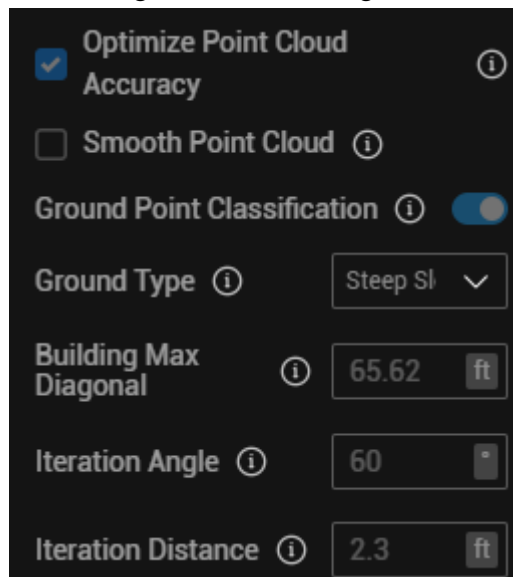 Optimize Point Cloud
Accuracy
Smooth Point Cloud
Ground Point Classification
Ground Type Steep Sl
Building Max
Diagonal 65.62 ft
Iteration Angle 60 °
Iteration Distance 2.3 ft